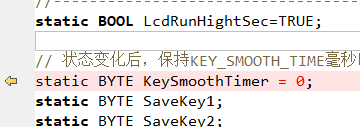 //-----------------------------------------
static BOOL LcdRunHightSec=TRUE;
// 状态变化后，保持KEY_SMOOTH_TIME毫秒
static BYTE KeySmoothTimer = 0;
static BYTE SaveKey1;
static BYTE SaveKey2;